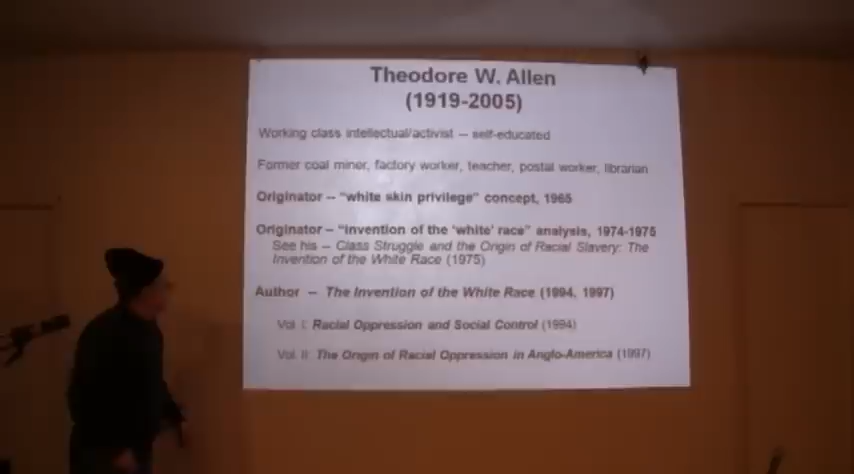 Theodore W. Allen
(1919-2005)
Working class intellectual/activist – self-educated
Former coal miner, factory worker, teacher, postal worker, librarian
Originator – "white skin privilege" concept, 1965
Originator – "invention of the 'white' race" analysis, 1974-1975
See his – Class Struggle and the Origin of Racial Slavery: The
Invention of the White Race (1975)
Author – The Invention of the White Race (1994, 1997)
Vol. I: Racial Oppression and Social Control (1994)
Vol. II: The Origin of Racial Oppression in Anglo-America (1997)